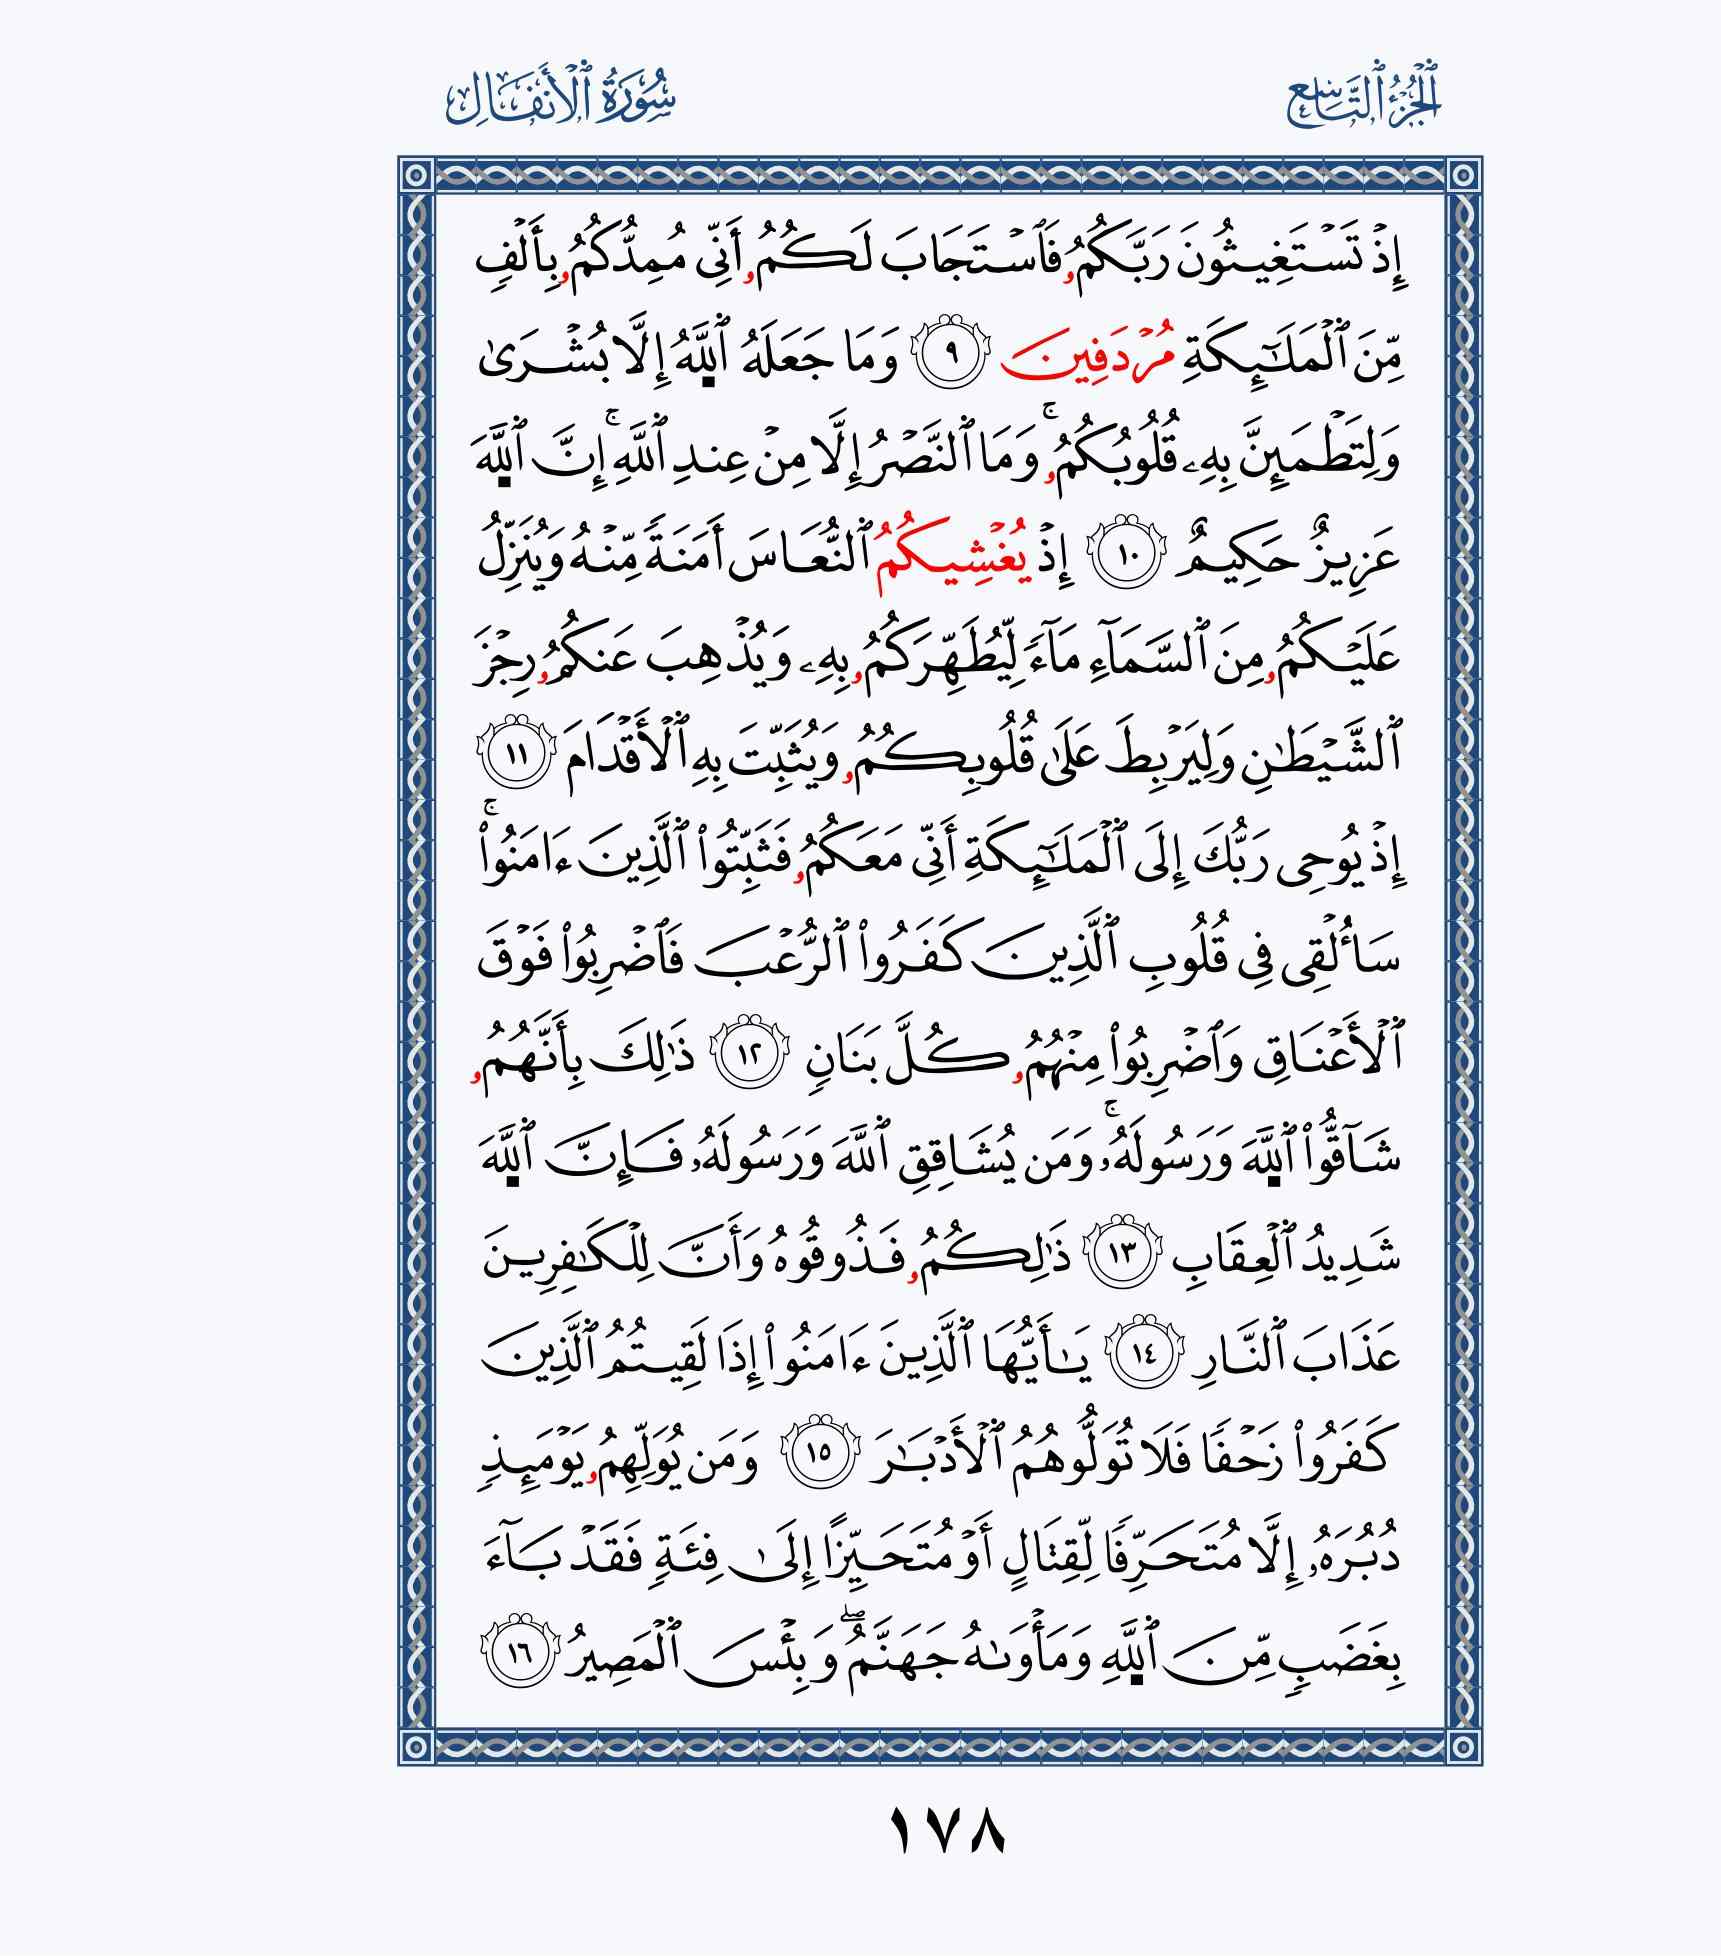 الجُزْءُ ٱلتَّاسِعُ
سُورَةُ ٱلْأَنفَالِ
إِذْ تَسْتَغِيثُونَ رَبَّكُمُۥ فَٱسْتَجَابَ لَكُمُۥ أَنِّى مُمِدُّكُمُۥ بِأَلْفٍ
مِّنَ ٱلْمَلَٰٓئِكَةِ مُرْدَفِينَ ٩ وَمَا جَعَلَهُ ٱللَّهُ إِلَّا بُشْرَىٰ
وَلِتَطْمَئِنَّ بِهِۦ قُلُوبُكُمُۥۚ وَمَا ٱلنَّصْرُ إِلَّا مِنْ عِندِ ٱللَّهِۚ إِنَّ ٱللَّهَ
عَزِيزٌ حَكِيمٌ ١٠ إِذْ يُغْشِيكُمُ ٱلنُّعَاسَ أَمَنَةً مِّنْهُ وَيُنَزِّلُ
عَلَيْكُمُۥ مِنَ ٱلسَّمَآءِ مَآءً لِّيُطَهِّرَكُمُۥ بِهِۦ وَيُذْهِبَ عَنكُمُۥ رِجْزَ
ٱلشَّيْطَٰنِ وَلِيَرْبِطَ عَلَىٰ قُلُوبِكُمُۥ وَيُثَبِّتَ بِهِ ٱلْأَقْدَامَ ١١
إِذْ يُوحِى رَبُّكَ إِلَى ٱلْمَلَٰٓئِكَةِ أَنِّى مَعَكُمُۥ فَثَبِّتُوا۟ ٱلَّذِينَ ءَامَنُوا۟ۚ
سَأُلْقِى فِى قُلُوبِ ٱلَّذِينَ كَفَرُوا۟ ٱلرُّعْبَ فَٱضْرِبُوا۟ فَوْقَ
ٱلْأَعْنَاقِ وَٱضْرِبُوا۟ مِنْهُمُۥ كُلَّ بَنَانٍ ١٢ ذَٰلِكَ بِأَنَّهُمُۥ
شَآقُّوا۟ ٱللَّهَ وَرَسُولَهُۥۚ وَمَن يُشَاقِقِ ٱللَّهَ وَرَسُولَهُۥ فَإِنَّ ٱللَّهَ
شَدِيدُ ٱلْعِقَابِ ١٣ ذَٰلِكُمُۥ فَذُوقُوهُ وَأَنَّ لِلْكَٰفِرِينَ
عَذَابَ ٱلنَّارِ ١٤ يَٰٓأَيُّهَا ٱلَّذِينَ ءَامَنُوا۟ إِذَا لَقِيتُمُ ٱلَّذِينَ
كَفَرُوا۟ زَحْفًا فَلَا تُوَلُّوهُمُ ٱلْأَدْبَٰرَ ١٥ وَمَن يُوَلِّهِمُۥ يَوْمَئِذٍ
دُبُرَهُۥ إِلَّا مُتَحَرِّفًا لِّقِتَالٍ أَوْ مُتَحَيِّزًا إِلَىٰ فِئَةٍ فَقَدْ بَآءَ
بِغَضَبٍ مِّنَ ٱللَّهِ وَمَأْوَىٰهُ جَهَنَّمُۖ وَبِئْسَ ٱلْمَصِيرُ ١٦
١٧٨